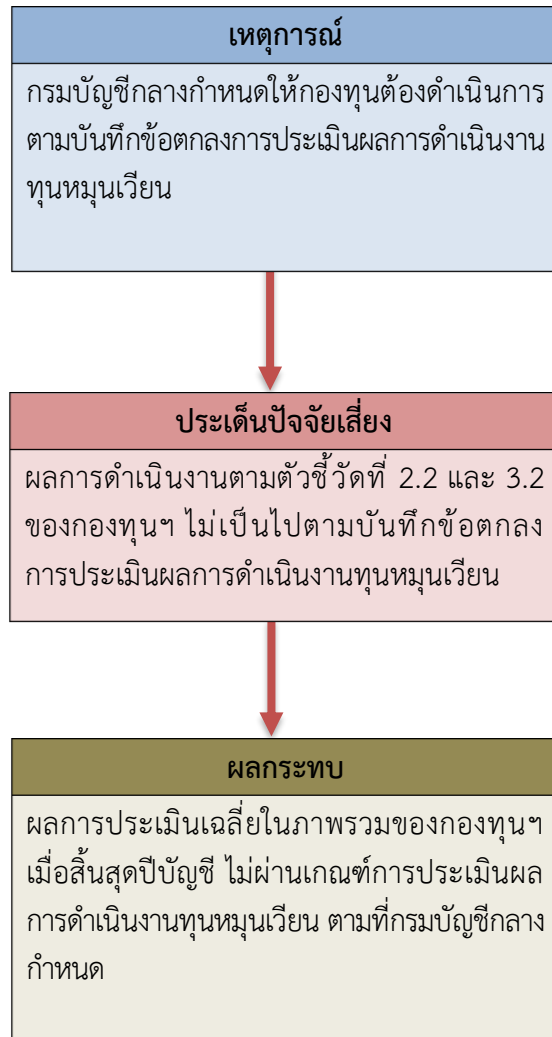 เหตุการณ์
กรมบัญชีกลางกำหนดให้กองทุนต้องดำเนินการ
ตามบันทึกข้อตกลงการประเมินผลการดำเนินงาน
ทุนหมุนเวียน
ประเด็นปัจจัยเสี่ยง
ผลการดำเนินงานตามตัวชี้วัดที่ 2.2 และ 3.2
ของกองทุนฯ ไม่เป็นไปตามบันทึกข้อตกลง
การประเมินผลการดำเนินงานทุนหมุนเวียน
ผลกระทบ
ผลการประเมินเฉลี่ยในภาพรวมของกองทุนฯ
เมื่อสิ้นสุดปีบัญชี ไม่ผ่านเกณฑ์การประเมินผล
การดำเนินงานทุนหมุนเวียน ตามที่กรมบัญชีกลาง
กำหนด